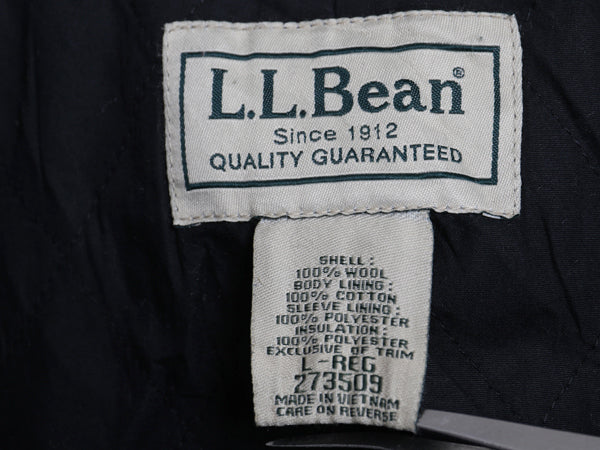 L.L.Bean®
Since 1912
QUALITY GUARANTEED
SHELL:
100% WOOL
BODY LINING:
100% COTTON
SLEEVE LINING:
100% POLYESTER
INSULATION:
100% POLYESTER
EXCLUSIVE OF TRIM
L-REG
273509
MADE IN VIETNAM
CARE ON REVERSE